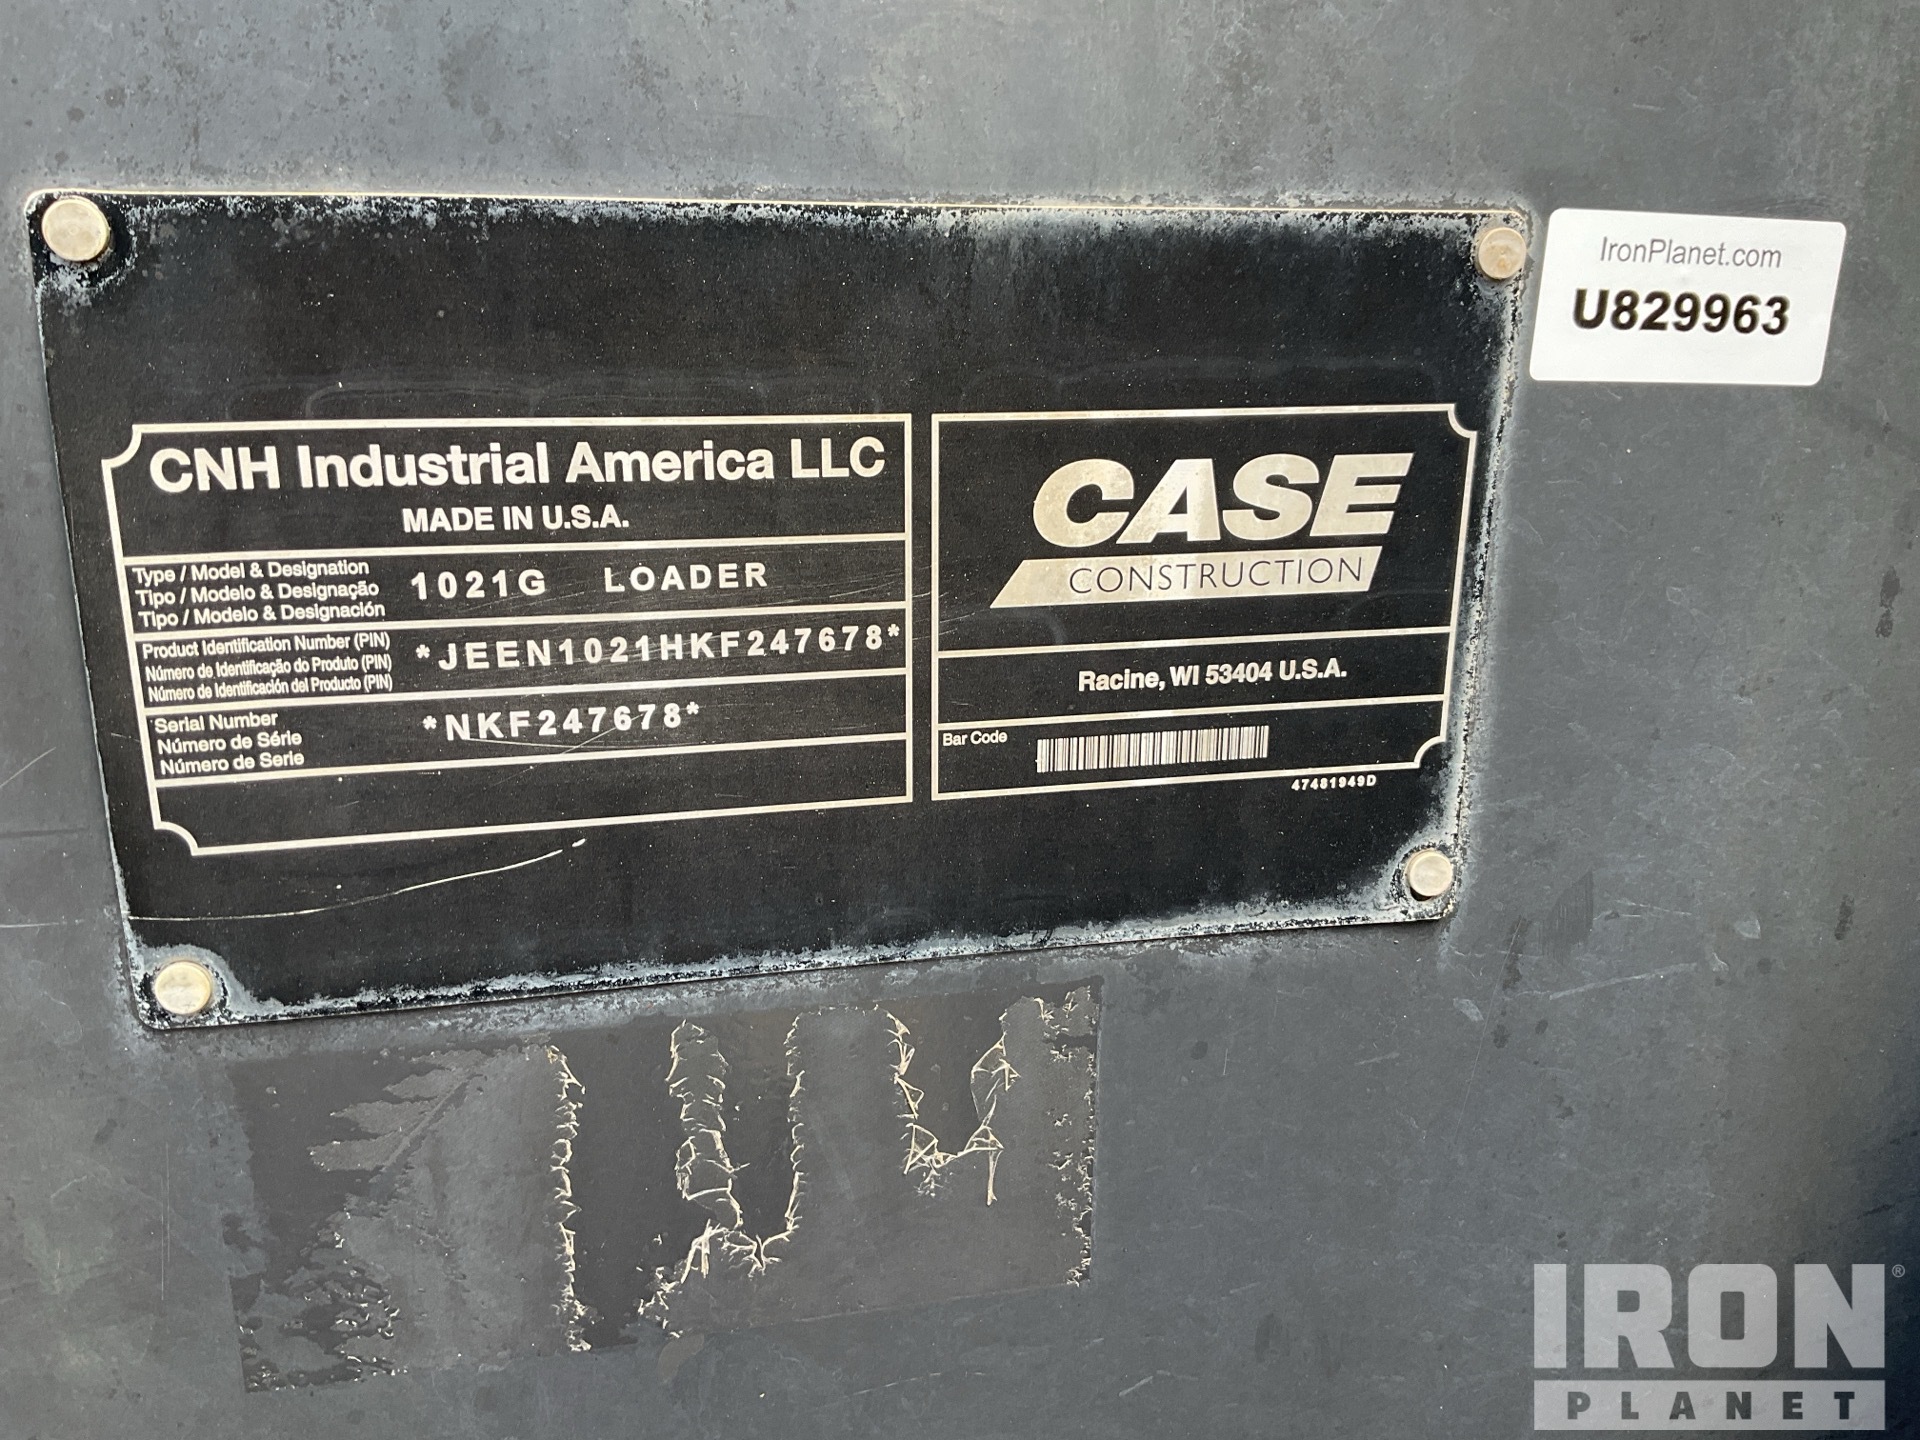 IronPlanet.com
U829963
CNH Industrial America LLC
MADE IN U.S.A.
Type / Model & Designation
Tipo / Modelo & Designação
Tipo / Modelo & Designación
1021G LOADER
Product Identification Number (PIN)
Número de Identificação do Produto (PIN)
Número de Identificación del Producto (PIN)
*JEEN1021HKF247678*
Serial Number
Número de Série
Número de Serie
*NKF247678*
CASE
CONSTRUCTION
Racine, WI 53404 U.S.A.
Bar Code
47481949D
IRON®
PLANET